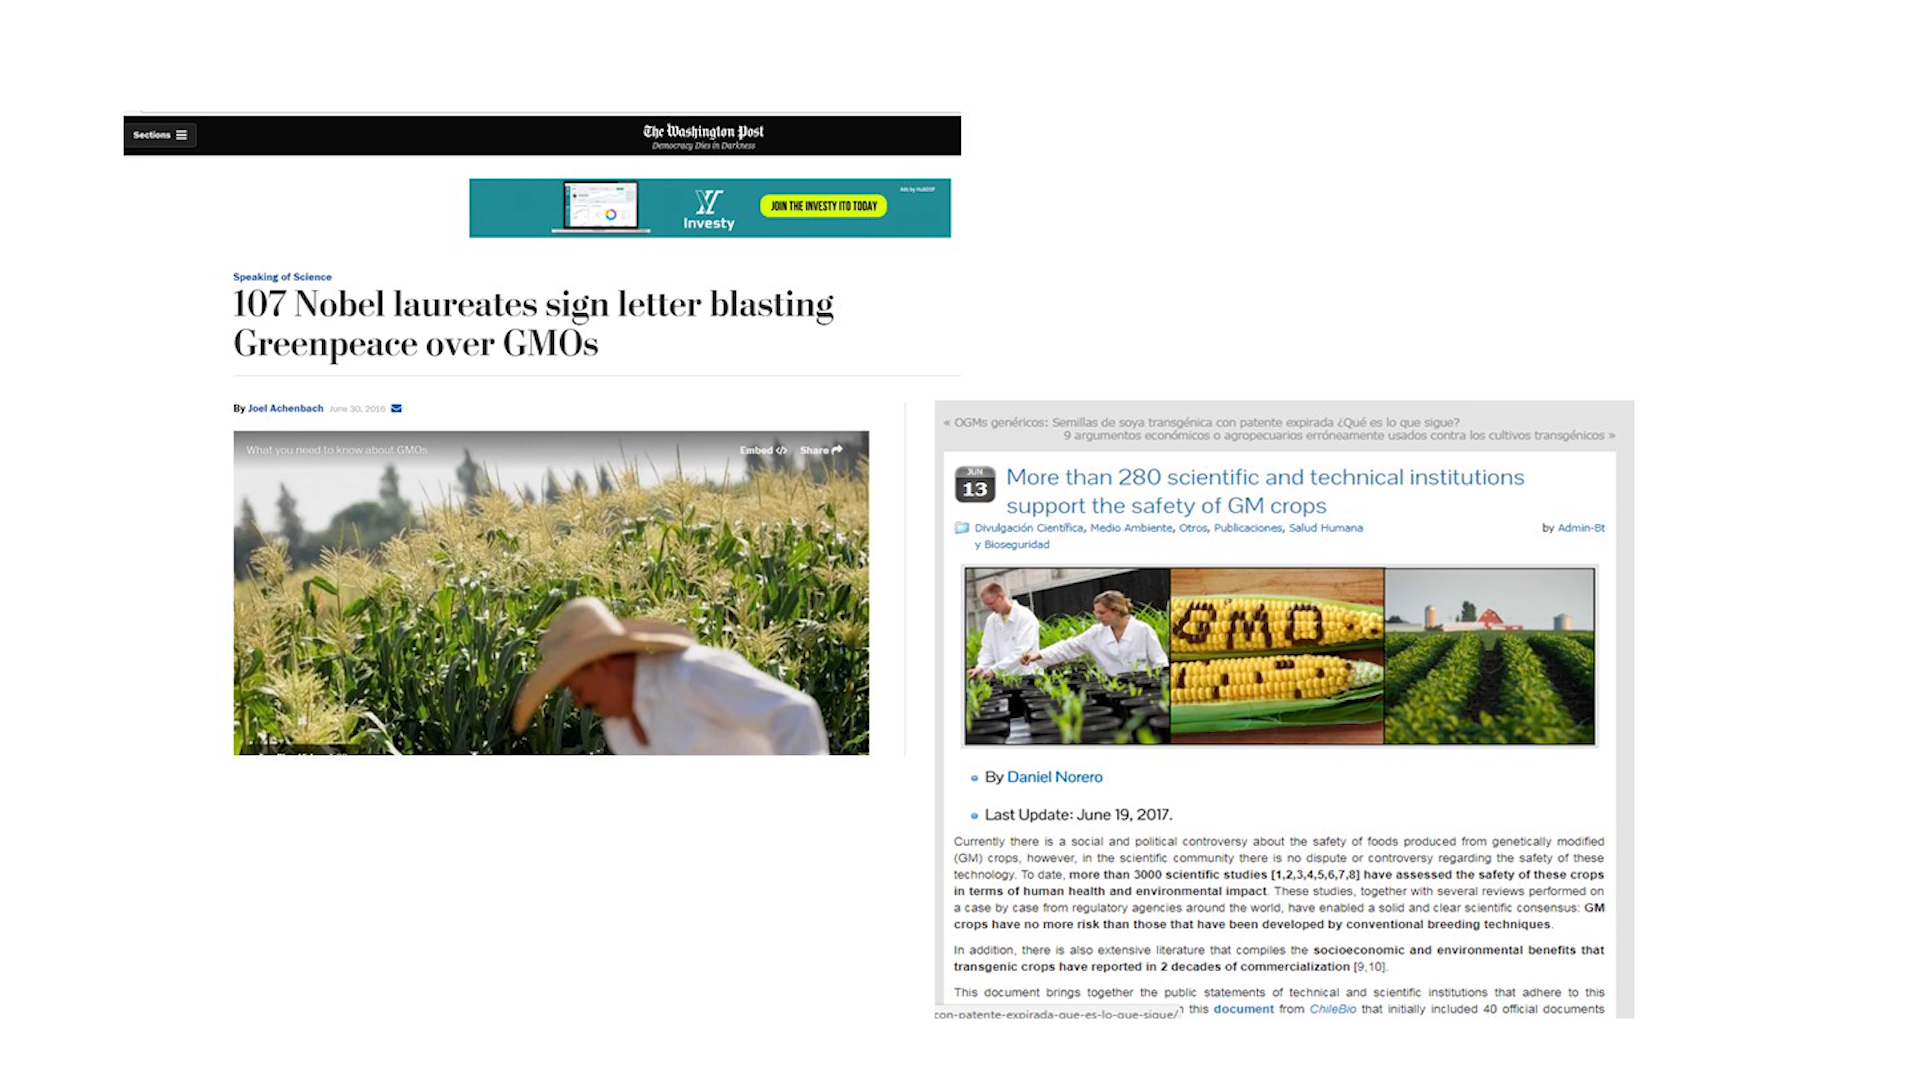 Sections
The Washington Post
Democracy Dies in Darkness
Investy
JOIN THE INVESTY ITO TODAY
Ads by HubSSP
Speaking of Science
107 Nobel laureates sign letter blasting
Greenpeace over GMOs
By Joel Achenbach June 30, 2016
What you need to know about GMOs
Embed </> Share
« OGMs genéricos: Semillas de soya transgénica con patente expirada ¿Qué es lo que sigue?
9 argumentos económicos o agropecuarios erróneamente usados contra los cultivos transgénicos »
JUN
13
More than 280 scientific and technical institutions
support the safety of GM crops
Divulgación Científica, Medio Ambiente, Otros, Publicaciones, Salud Humana
y Bioseguridad
by Admin-Bt
GMO
By Daniel Norero
Last Update: June 19, 2017.
Currently there is a social and political controversy about the safety of foods produced from genetically modified
(GM) crops, however, in the scientific community there is no dispute or controversy regarding the safety of these
technology. To date, more than 3000 scientific studies [1,2,3,4,5,6,7,8] have assessed the safety of these crops
in terms of human health and environmental impact. These studies, together with several reviews performed on
a case by case from regulatory agencies around the world, have enabled a solid and clear scientific consensus: GM
crops have no more risk than those that have been developed by conventional breeding techniques.
In addition, there is also extensive literature that compiles the socioeconomic and environmental benefits that
transgenic crops have reported in 2 decades of commercialization [9,10].
This document brings together the public statements of technical and scientific institutions that adhere to this
this document from ChileBio that initially included 40 official documents
con-patente-expirada-que-es-lo-que-sigue/